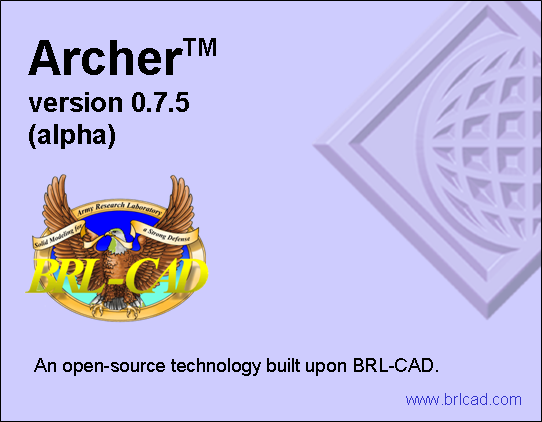 Archer™
version 0.7.5
(alpha)
Army Research Laboratory
Solid Modeling for
a Strong Defense
BRL-CAD
An open-source technology built upon BRL-CAD.
www.brlcad.com